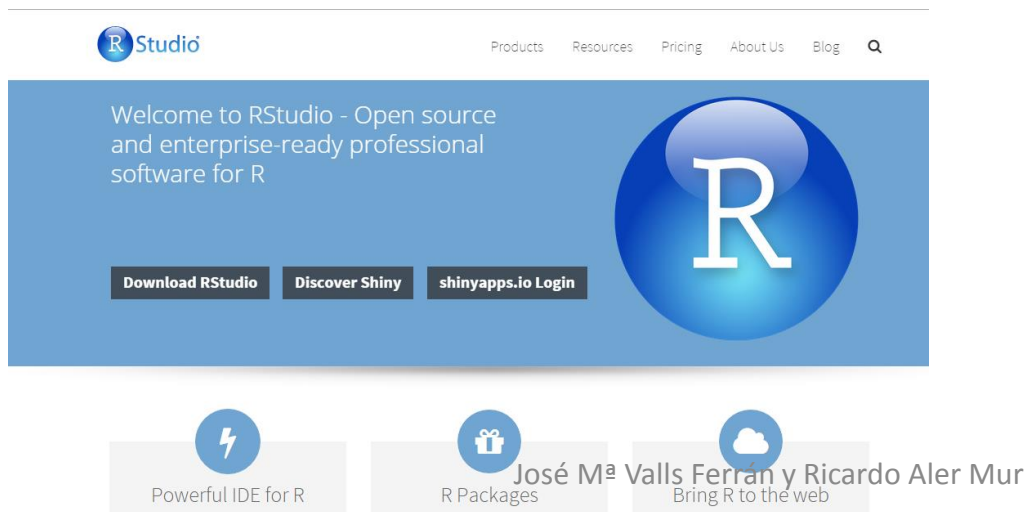 R Studio
Products Resources Pricing About Us Blog
Welcome to RStudio - Open source
and enterprise-ready professional
software for R
R
Download RStudio Discover Shiny shinyapps.io Login
José Mª Valls Ferrán y Ricardo Aler Mur
Powerful IDE for R R Packages Bring R to the web